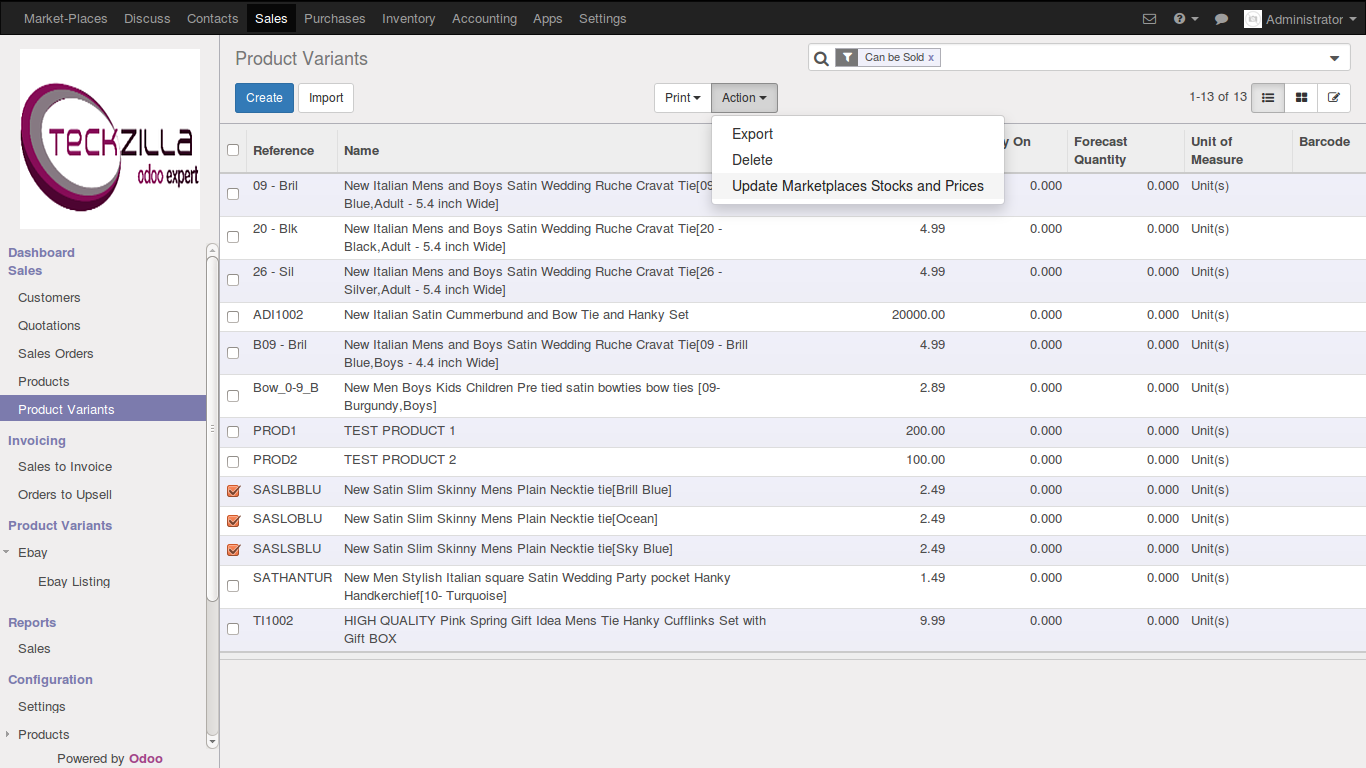 Market-Places Discuss Contacts Sales Purchases Inventory Accounting Apps Settings Administrator
TECKZILLA
odoo expert
Dashboard
Sales
Customers
Quotations
Sales Orders
Products
Product Variants
Invoicing
Sales to Invoice
Orders to Upsell
Product Variants
Ebay
Ebay Listing
Reports
Sales
Configuration
Settings
Products
Powered by Odoo
Product Variants
Can be Sold x
Create Import Print Action 1-13 of 13
Export
Delete
Update Marketplaces Stocks and Prices
Reference Name On Forecast Quantity Unit of Measure Barcode
09 - Bril New Italian Mens and Boys Satin Wedding Ruche Cravat Tie[09 0.000 0.000 Unit(s)
Blue,Adult - 5.4 inch Wide]
20 - Blk New Italian Mens and Boys Satin Wedding Ruche Cravat Tie[20 - 4.99 0.000 0.000 Unit(s)
Black,Adult - 5.4 inch Wide]
26 - Sil New Italian Mens and Boys Satin Wedding Ruche Cravat Tie[26 - 4.99 0.000 0.000 Unit(s)
Silver,Adult - 5.4 inch Wide]
ADI1002 New Italian Satin Cummerbund and Bow Tie and Hanky Set 20000.00 0.000 0.000 Unit(s)
B09 - Bril New Italian Mens and Boys Satin Wedding Ruche Cravat Tie[09 - Brill 4.99 0.000 0.000 Unit(s)
Blue,Boys - 4.4 inch Wide]
Bow_0-9_B New Men Boys Kids Children Pre tied satin bowties bow ties [09- 2.89 0.000 0.000 Unit(s)
Burgundy,Boys]
PROD1 TEST PRODUCT 1 200.00 0.000 0.000 Unit(s)
PROD2 TEST PRODUCT 2 100.00 0.000 0.000 Unit(s)
SASLBBLU New Satin Slim Skinny Mens Plain Necktie tie[Brill Blue] 2.49 0.000 0.000 Unit(s)
SASLOBLU New Satin Slim Skinny Mens Plain Necktie tie[Ocean] 2.49 0.000 0.000 Unit(s)
SASLSBLU New Satin Slim Skinny Mens Plain Necktie tie[Sky Blue] 2.49 0.000 0.000 Unit(s)
SATHANTUR New Men Stylish Italian square Satin Wedding Party pocket Hanky 1.49 0.000 0.000 Unit(s)
Handkerchief[10- Turquoise]
TI1002 HIGH QUALITY Pink Spring Gift Idea Mens Tie Hanky Cufflinks Set with 9.99 0.000 0.000 Unit(s)
Gift BOX